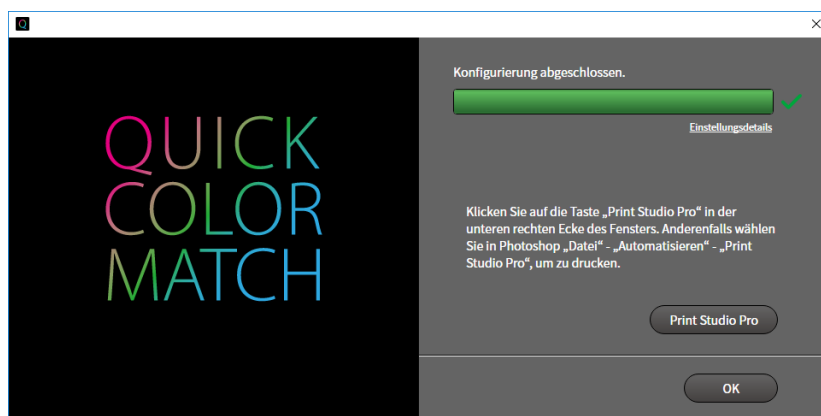 Q
QUICK
COLOR
MATCH
Konfigurierung abgeschlossen.
Einstellungsdetails
Klicken Sie auf die Taste „Print Studio Pro“ in der
unteren rechten Ecke des Fensters. Anderenfalls wählen
Sie in Photoshop „Datei“ - „Automatisieren“ - „Print
Studio Pro“, um zu drucken.
Print Studio Pro
OK